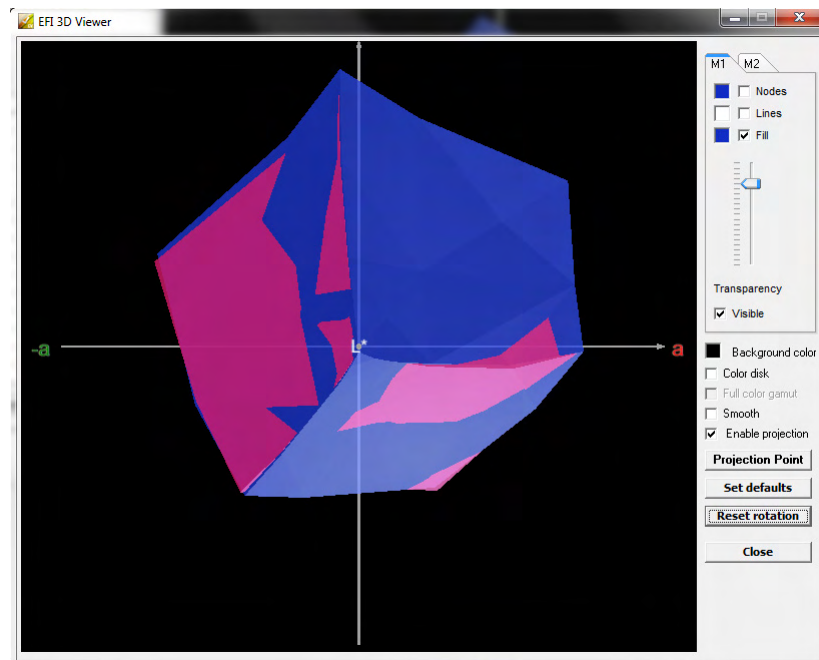 EFI 3D Viewer
M1 M2
Nodes
Lines
Fill
Transparency
Visible
-a
L*
a
Background color
Color disk
Full color gamut
Smooth
Enable projection
Projection Point
Set defaults
Reset rotation
Close